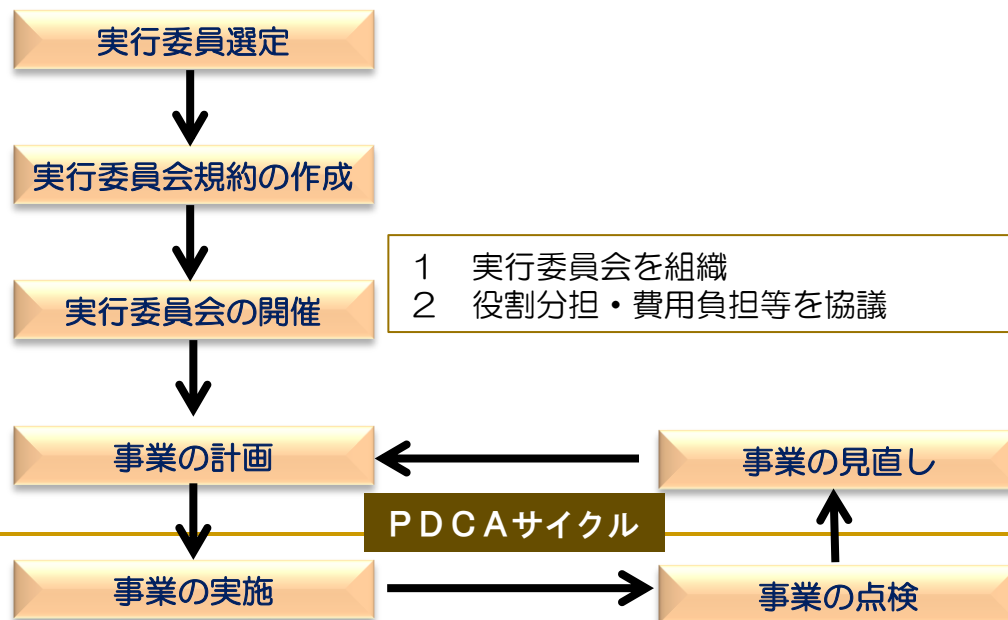 実行委員選定
実行委員会規約の作成
実行委員会の開催
１　実行委員会を組織
２　役割分担・費用負担等を協議
事業の計画
事業の見直し
ＰＤＣＡサイクル
事業の実施
事業の点検